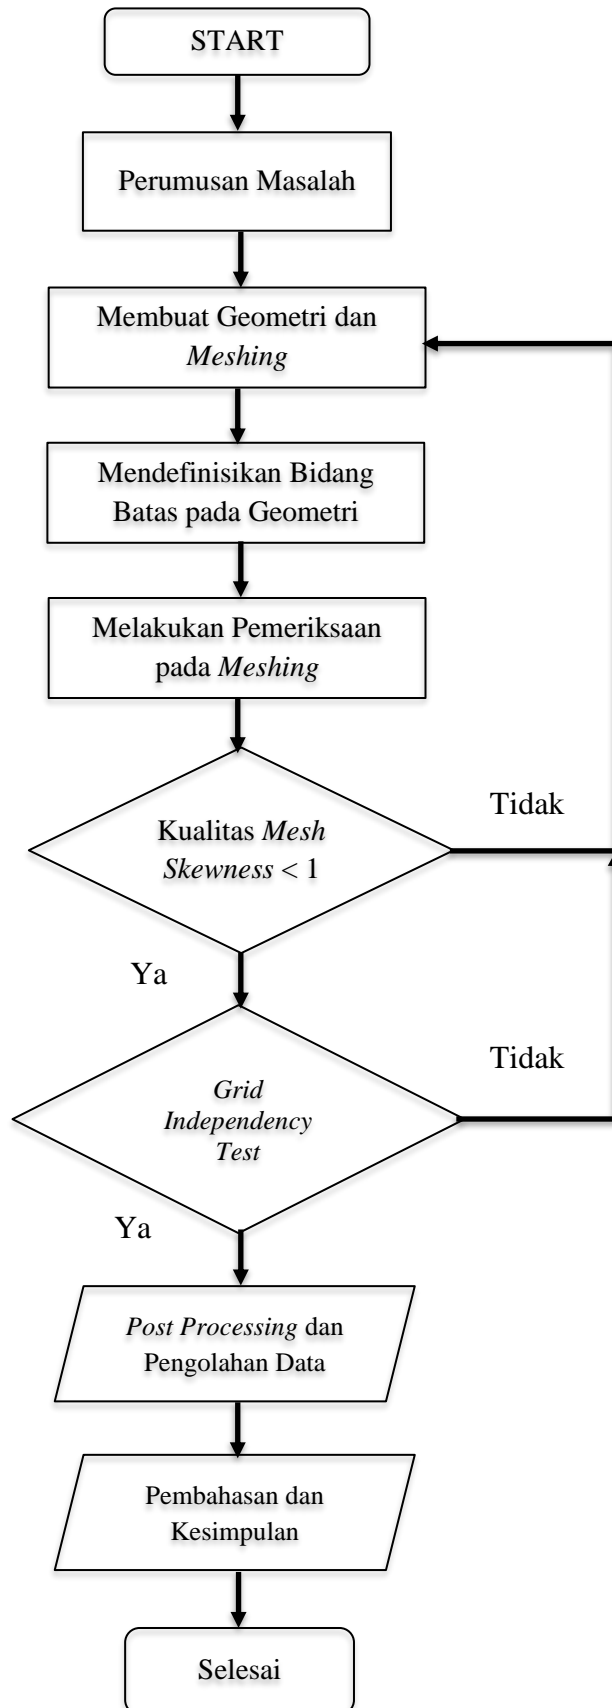 START
Perumusan Masalah
Membuat Geometri dan
Meshing
Mendefinisikan Bidang
Batas pada Geometri
Melakukan Pemeriksaan
pada Meshing
Kualitas Mesh
Skewness < 1
Tidak
Ya
Grid
Independency
Test
Tidak
Ya
Post Processing dan
Pengolahan Data
Pembahasan dan
Kesimpulan
Selesai